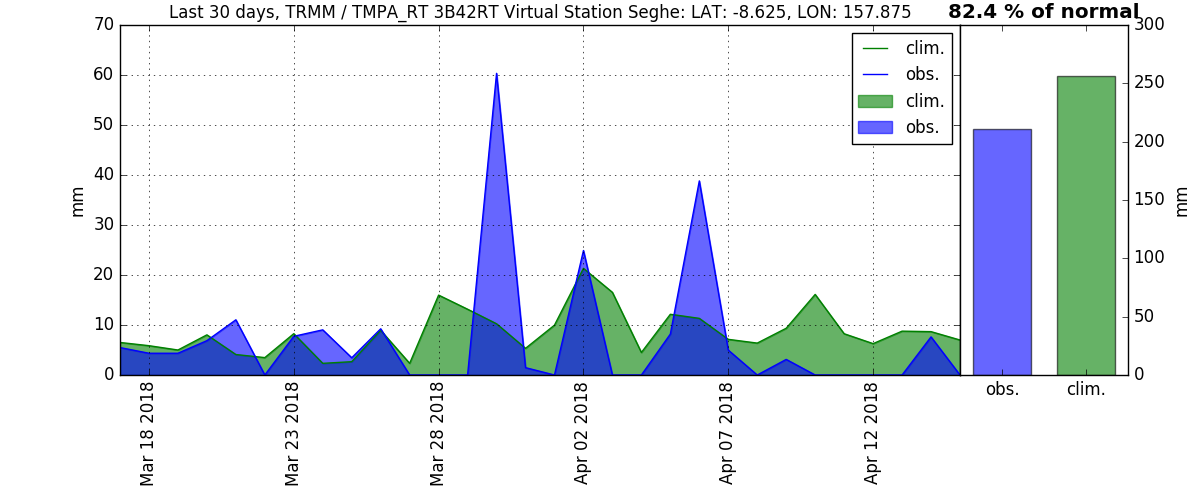 Last 30 days, TRMM / TMPA_RT 3B42RT Virtual Station Seghe: LAT: -8.625, LON: 157.875
82.4 % of normal
70
60
50
40
30
20
10
0
mm
clim.
obs.
clim.
obs.
Mar 18 2018
Mar 23 2018
Mar 28 2018
Apr 02 2018
Apr 07 2018
Apr 12 2018
300
250
200
150
100
50
0
mm
obs.
clim.